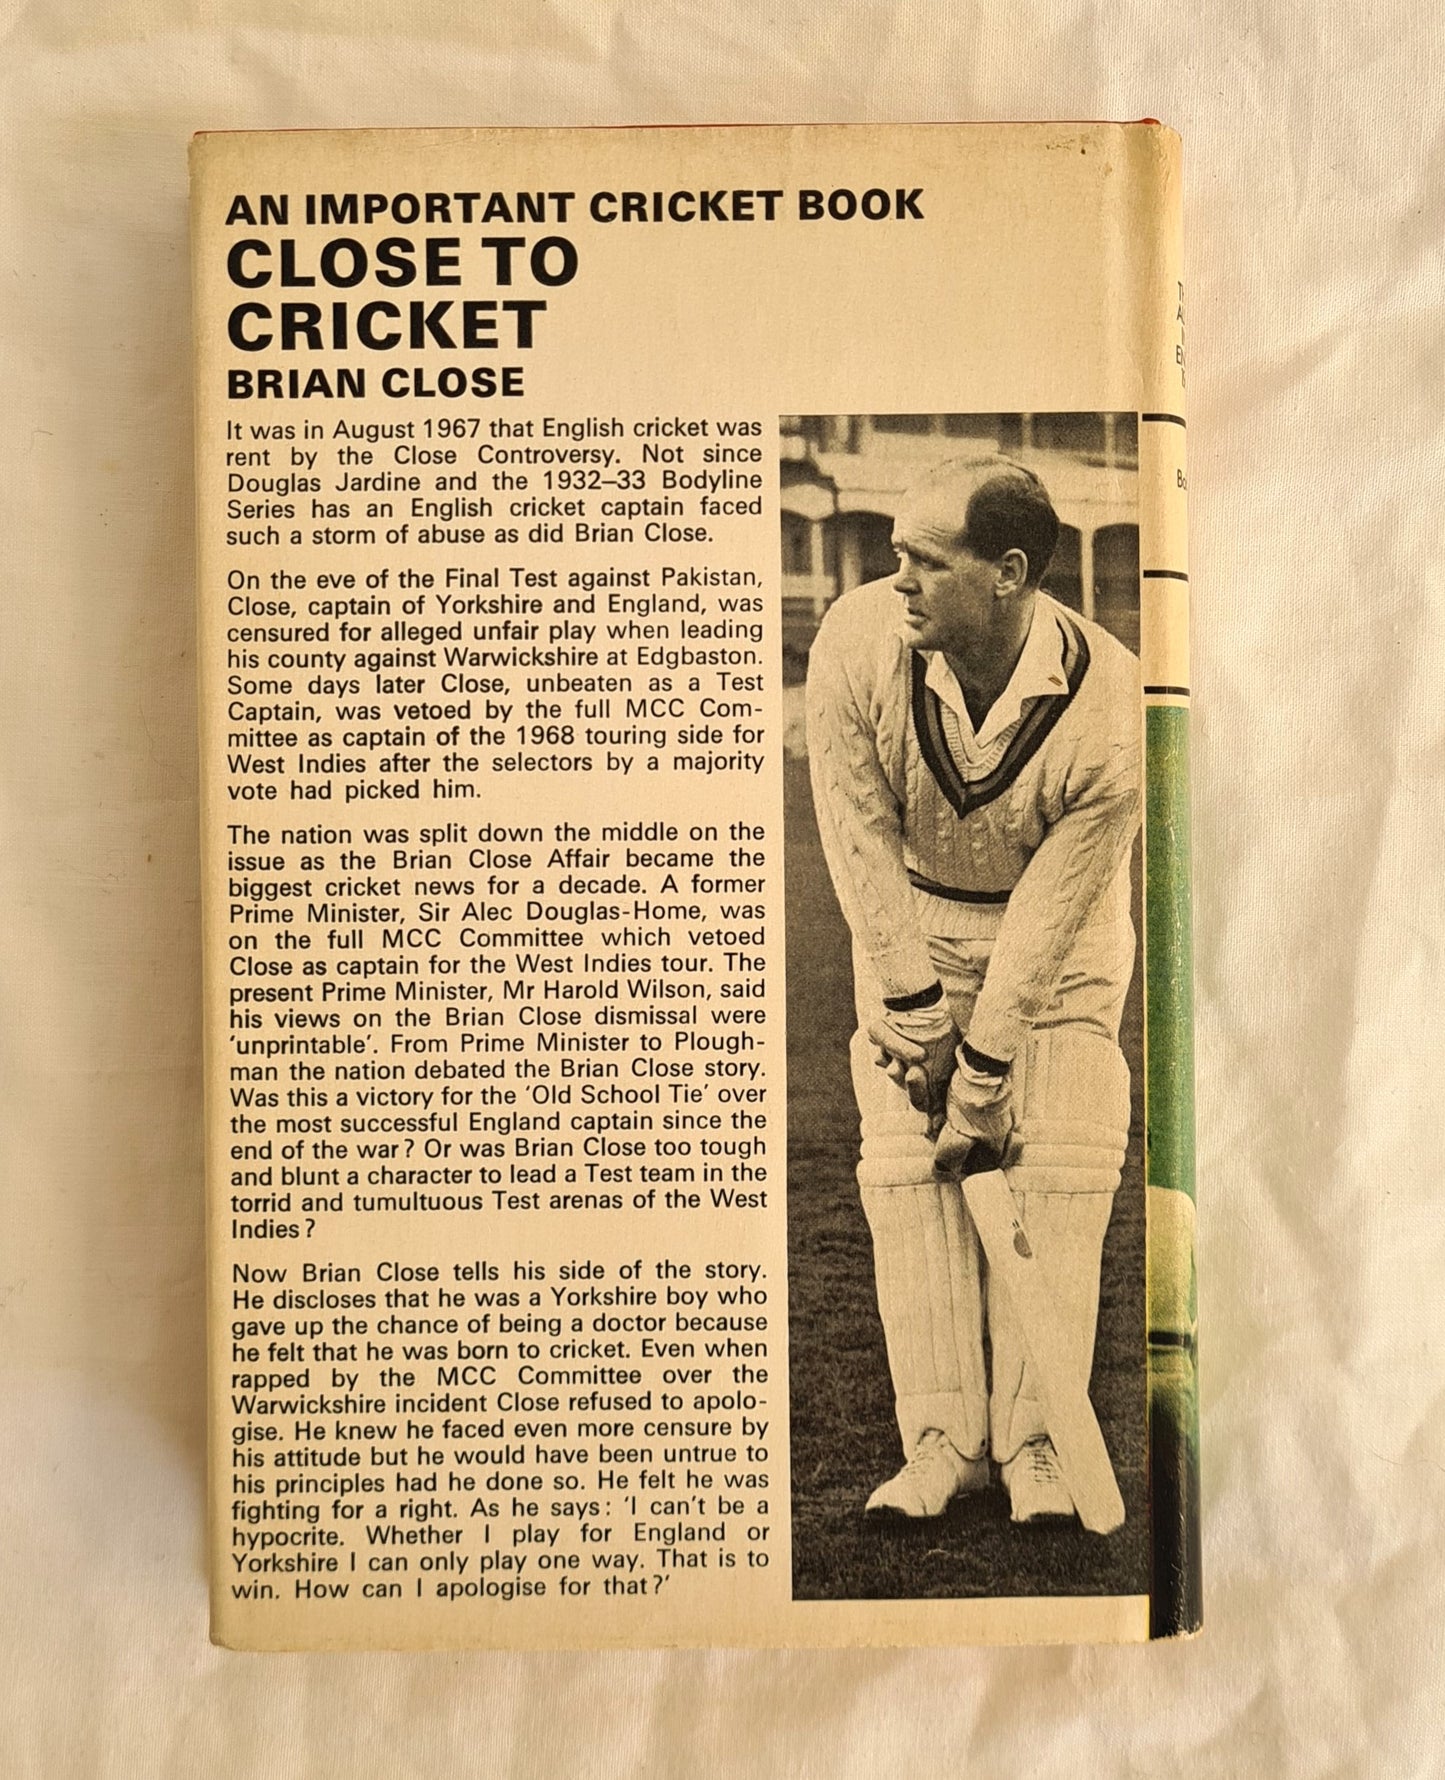 AN IMPORTANT CRICKET BOOK
CLOSE TO
CRICKET
BRIAN CLOSE
It was in August 1967 that English cricket was
rent by the Close Controversy. Not since
Douglas Jardine and the 1932–33 Bodyline
Series has an English cricket captain faced
such a storm of abuse as did Brian Close.
On the eve of the Final Test against Pakistan,
Close, captain of Yorkshire and England, was
censured for alleged unfair play when leading
his county against Warwickshire at Edgbaston.
Some days later Close, unbeaten as a Test
Captain, was vetoed by the full MCC Com-
mittee as captain of the 1968 touring side for
West Indies after the selectors by a majority
vote had picked him.
The nation was split down the middle on the
issue as the Brian Close Affair became the
biggest cricket news for a decade. A former
Prime Minister, Sir Alec Douglas-Home, was
on the full MCC Committee which vetoed
Close as captain for the West Indies tour. The
present Prime Minister, Mr Harold Wilson, said
his views on the Brian Close dismissal were
'unprintable'. From Prime Minister to Plough-
man the nation debated the Brian Close story.
Was this a victory for the 'Old School Tie' over
the most successful England captain since the
end of the war? Or was Brian Close too tough
and blunt a character to lead a Test team in the
torrid and tumultuous Test arenas of the West
Indies?
Now Brian Close tells his side of the story.
He discloses that he was a Yorkshire boy who
gave up the chance of being a doctor because
he felt that he was born to cricket. Even when
rapped by the MCC Committee over the
Warwickshire incident Close refused to apolo-
gise. He knew he faced even more censure by
his attitude but he would have been untrue to
his principles had he done so. He felt he was
fighting for a right. As he says: 'I can't be a
hypocrite. Whether I play for England or
Yorkshire I can only play one way. That is to
win. How can I apologise for that?'